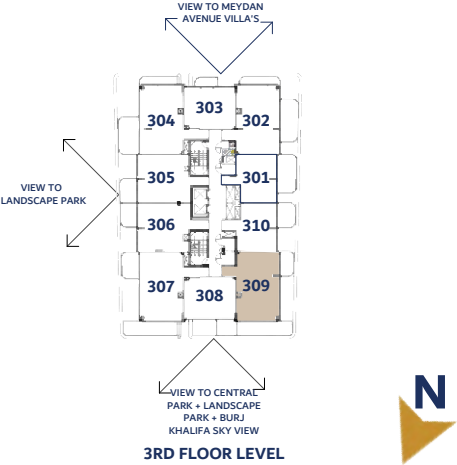 VIEW TO MEYDAN
AVENUE VILLA'S
303
304
302
305
301
VIEW TO
LANDSCAPE PARK
306
310
307
309
308
VIEW TO CENTRAL
PARK + LANDSCAPE
PARK + BURJ
KHALIFA SKY VIEW
3RD FLOOR LEVEL
N